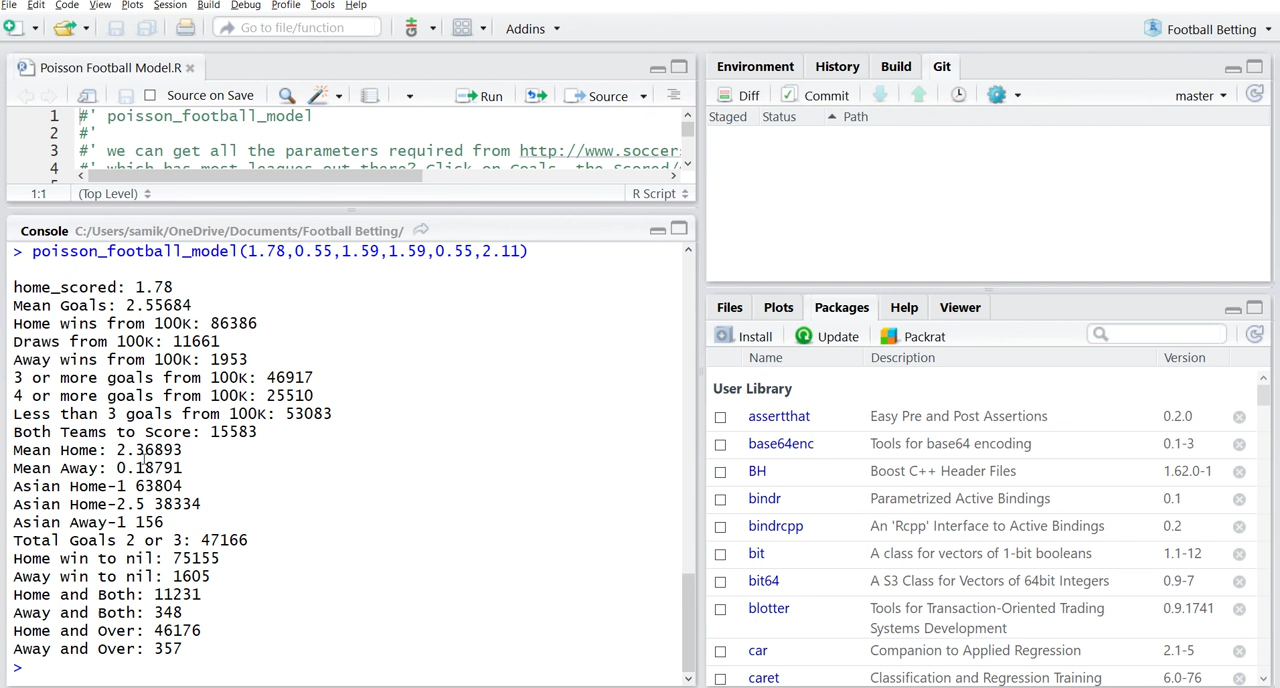 File Edit Code View Plots Session Build Debug Profile Tools Help
Go to file/function Addins Football Betting
Poisson Football Model.R
Source on Save Run Source
1 #' poisson_football_model
2 #'
3 #' we can get all the parameters required from http://www.soccer
4 #' which has most leagues out there? Click on Goals, the Scored/
1:1 (Top Level) R Script
Console C:/Users/samik/OneDrive/Documents/Football Betting/
> poisson_football_model(1.78,0.55,1.59,1.59,0.55,2.11)
home_scored: 1.78
Mean Goals: 2.55684
Home wins from 100K: 86386
Draws from 100K: 11661
Away wins from 100K: 1953
3 or more goals from 100K: 46917
4 or more goals from 100K: 25510
Less than 3 goals from 100K: 53083
Both Teams to Score: 15583
Mean Home: 2.36893
Mean Away: 0.18791
Asian Home-1 63804
Asian Home-2.5 38334
Asian Away-1 156
Total Goals 2 or 3: 47166
Home win to nil: 75155
Away win to nil: 1605
Home and Both: 11231
Away and Both: 348
Home and Over: 46176
Away and Over: 357
>
Environment History Build Git
Diff Commit master
Staged Status Path
Files Plots Packages Help Viewer
Install Update Packrat
Name Description Version
User Library
assertthat Easy Pre and Post Assertions 0.2.0
base64enc Tools for base64 encoding 0.1-3
BH Boost C++ Header Files 1.62.0-1
bindr Parametrized Active Bindings 0.1
bindrcpp An 'Rcpp' Interface to Active Bindings 0.2
bit A class for vectors of 1-bit booleans 1.1-12
bit64 A S3 Class for Vectors of 64bit Integers 0.9-7
blotter Tools for Transaction-Oriented Trading 0.9.1741
Systems Development
car Companion to Applied Regression 2.1-5
caret Classification and Regression Training 6.0-76